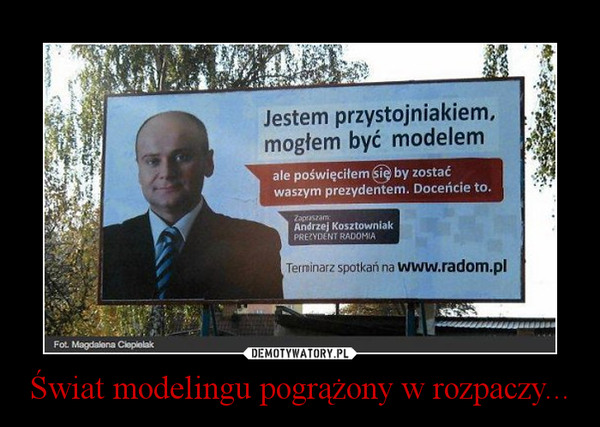 Jestem przystojniakiem,
mogłem być modelem
ale poświęciłem się by zostać
waszym prezydentem. Doceńcie to.
Zapraszam:
Andrzej Kosztowniak
PREZYDENT RADOMIA
Terminarz spotkań na www.radom.pl
Fot. Magdalena Ciepielak
DEMOTYWATORY.PL
Świat modelingu pogrążony w rozpaczy...